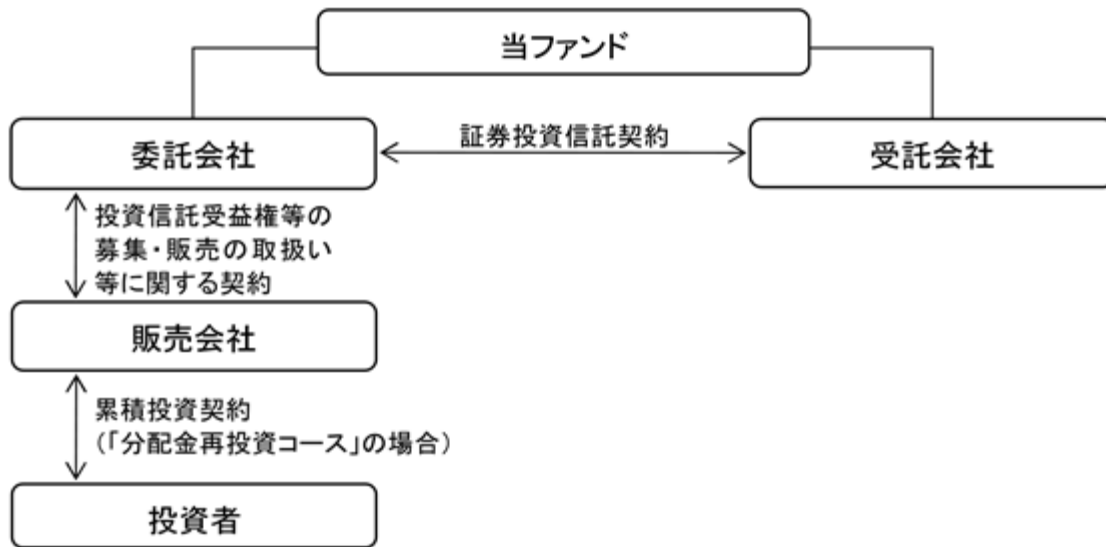 当ファンド
委託会社
証券投資信託契約
受託会社
投資信託受益権等の
募集・販売の取扱い
等に関する契約
販売会社
累積投資契約
(「分配金再投資コース」の場合)
投資者